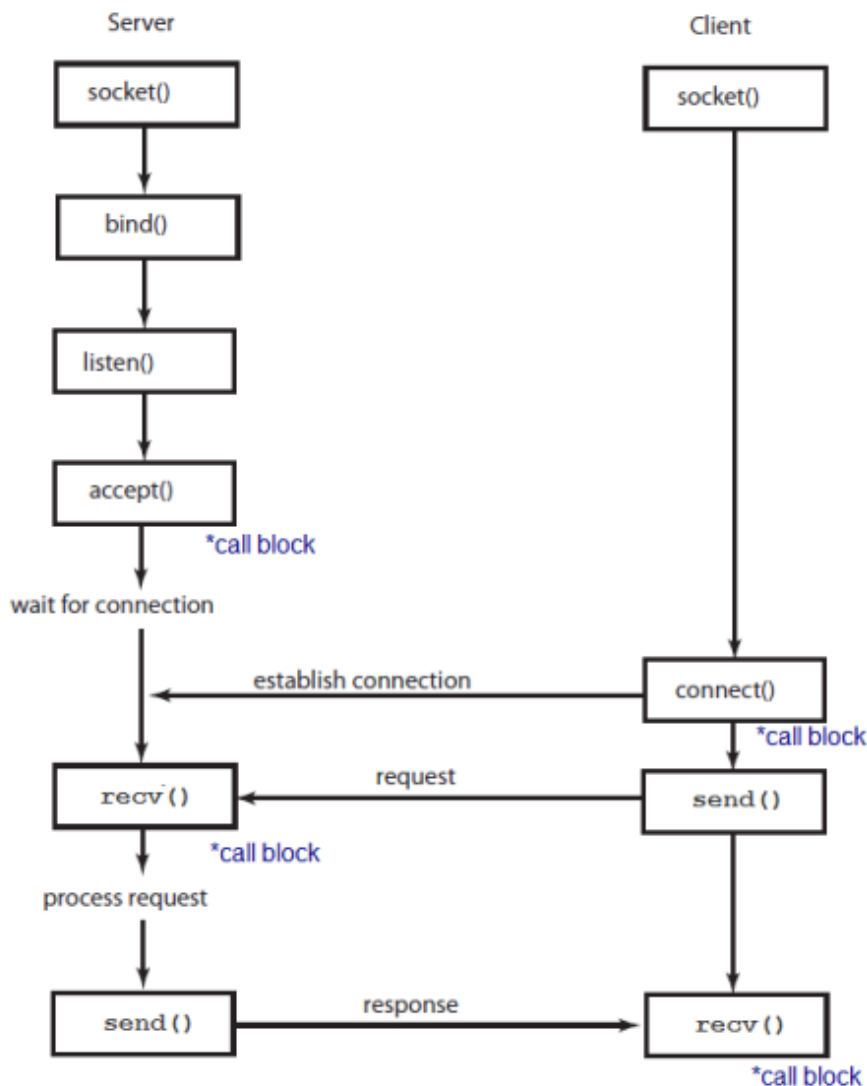 Server
Client
socket()
socket()
bind()
listen()
accept()
*call block
wait for connection
establish connection
connect()
*call block
request
recv()
send()
*call block
process request
response
send()
recv()
*call block